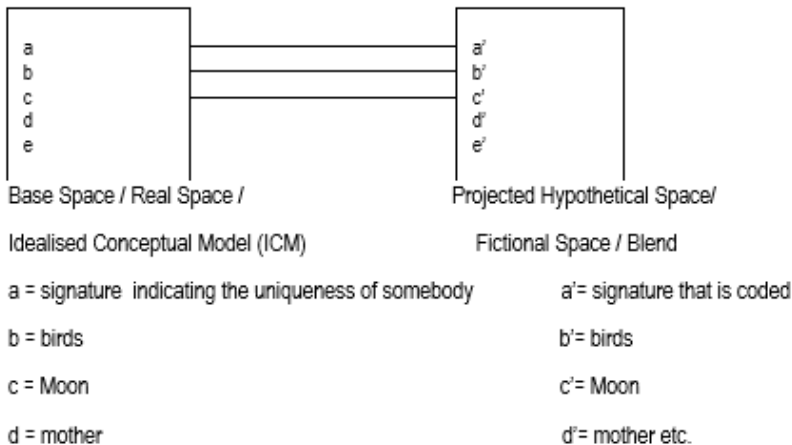 a a'
b b'
c c'
d d'
e e'
Base Space / Real Space / Projected Hypothetical Space/
Idealised Conceptual Model (ICM) Fictional Space / Blend
a = signature indicating the uniqueness of somebody a'= signature that is coded
b = birds b'= birds
c = Moon c'= Moon
d = mother d'= mother etc.